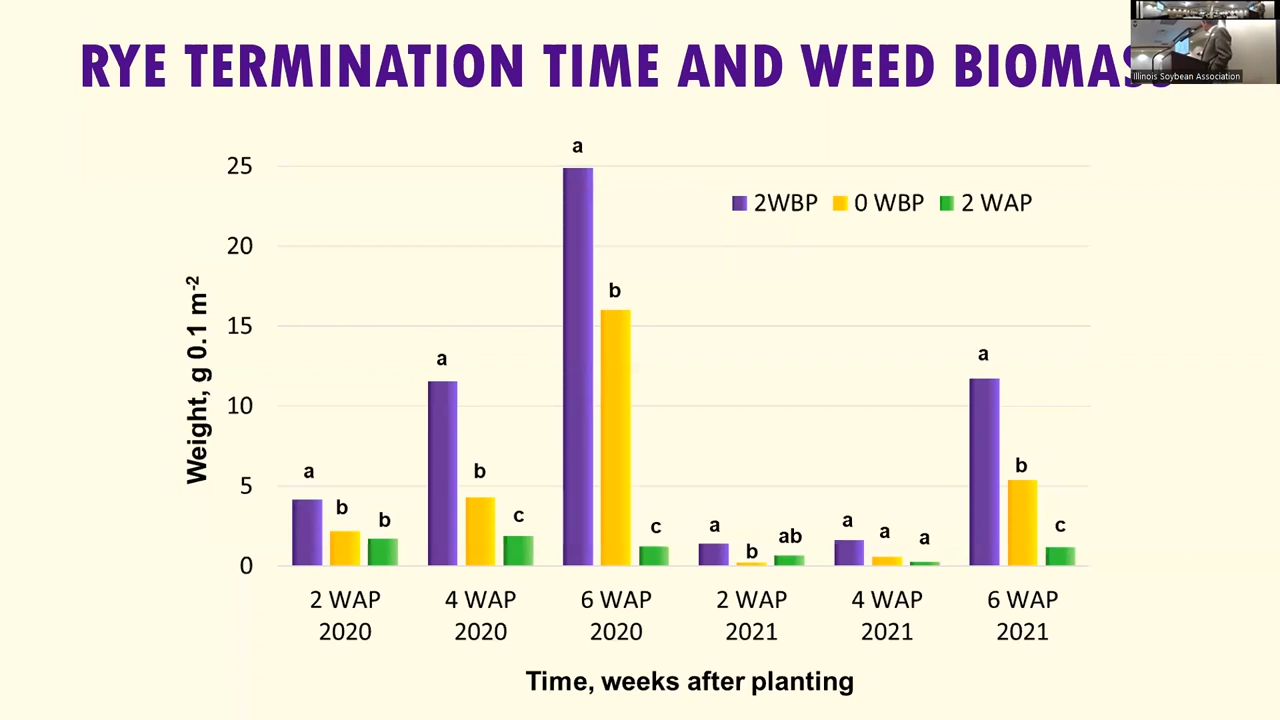 RYE TERMINATION TIME AND WEED BIOMASS
Illinois Soybean Association
2WBP 0 WBP 2 WAP
Weight, g 0.1 m-2
25
20
15
10
5
0
a b b
a b c
a b c
a b ab
a a a
a b c
2 WAP 4 WAP 6 WAP 2 WAP 4 WAP 6 WAP
2020 2020 2020 2021 2021 2021
Time, weeks after planting